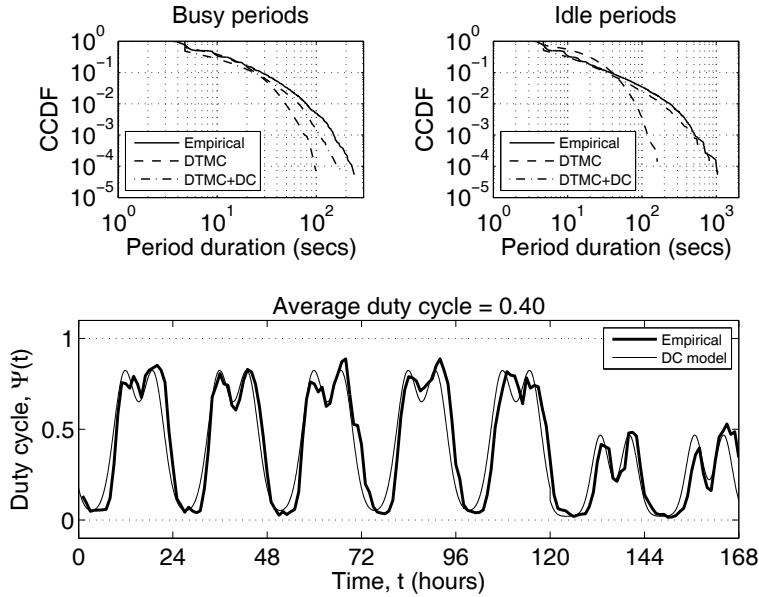 Busy periods
10^0
10^-1
10^-2
10^-3
10^-4
10^-5
CCDF
Empirical
DTMC
DTMC+DC
10^0 10^1 10^2
Period duration (secs)
Idle periods
10^0
10^-1
10^-2
10^-3
10^-4
10^-5
CCDF
Empirical
DTMC
DTMC+DC
10^0 10^1 10^2 10^3
Period duration (secs)
Average duty cycle = 0.40
1
0.5
0
Duty cycle, Ψ(t)
Empirical
DC model
0 24 48 72 96 120 144 168
Time, t (hours)